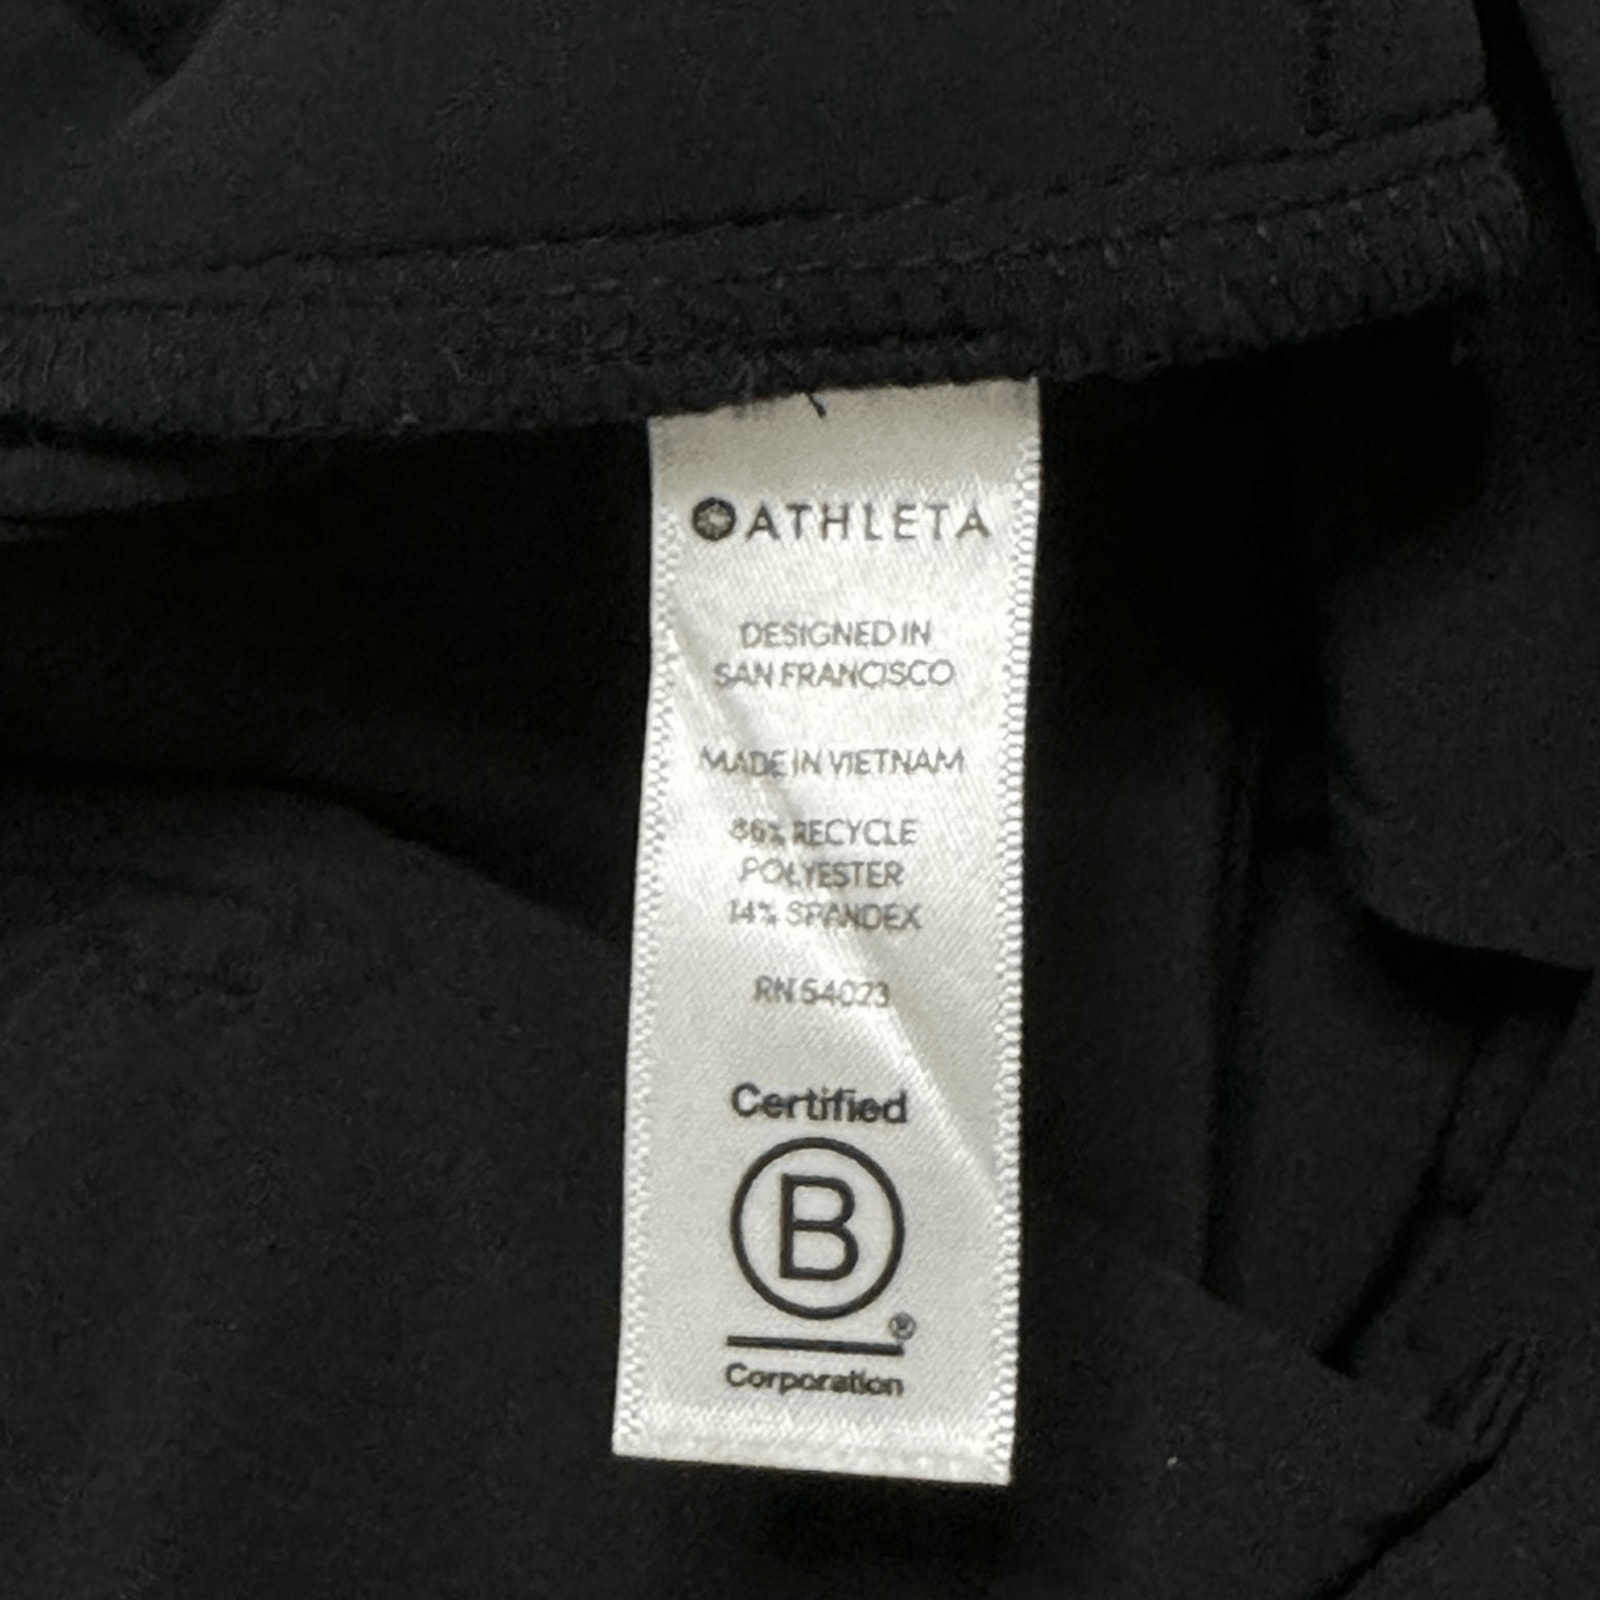 ATHLETA
DESIGNED IN
SAN FRANCISCO
MADE IN VIETNAM
86% RECYCLE
POLYESTER
14% SPANDEX
RN 54023
Certified
B
®
Corporation